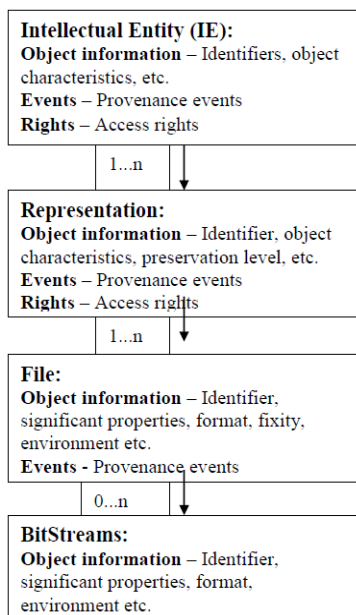 Intellectual Entity (IE):
Object information – Identifiers, object
characteristics, etc.
Events – Provenance events
Rights – Access rights
1...n
Representation:
Object information – Identifier, object
characteristics, preservation level, etc.
Events – Provenance events
Rights – Access rights
1...n
File:
Object information – Identifier,
significant properties, format, fixity,
environment etc.
Events - Provenance events
0...n
BitStreams:
Object information – Identifier,
significant properties, format,
environment etc.